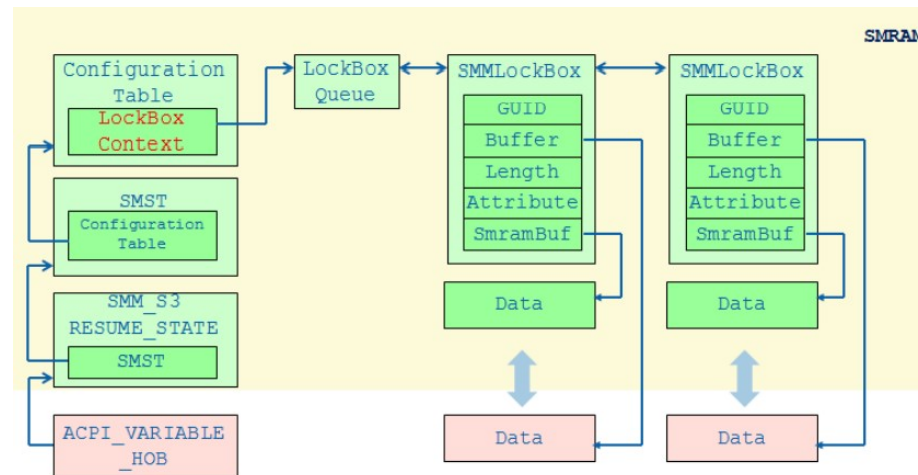 SMRAM
Configuration
Table
LockBox
Context
LockBox
Queue
SMMLockBox
GUID
Buffer
Length
Attribute
SmramBuf
Data
Data
SMMLockBox
GUID
Buffer
Length
Attribute
SmramBuf
Data
Data
SMST
Configuration
Table
SMM_S3
RESUME_STATE
SMST
ACPI_VARIABLE
_HOB